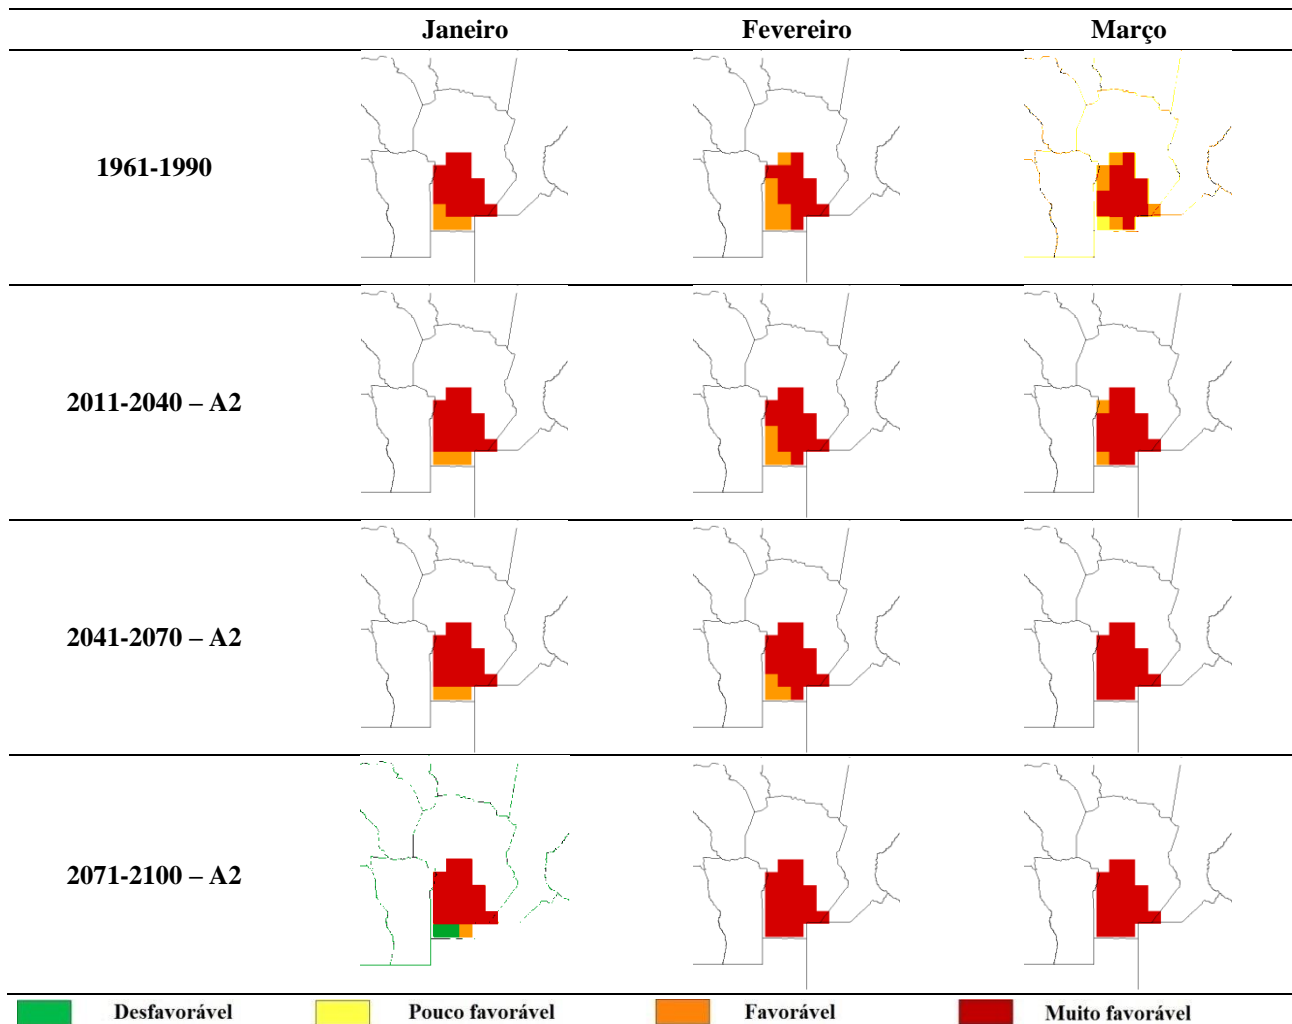 Janeiro Fevereiro Março
1961-1990
2011-2040 – A2
2041-2070 – A2
2071-2100 – A2
Desfavorável Pouco favorável Favorável Muito favorável